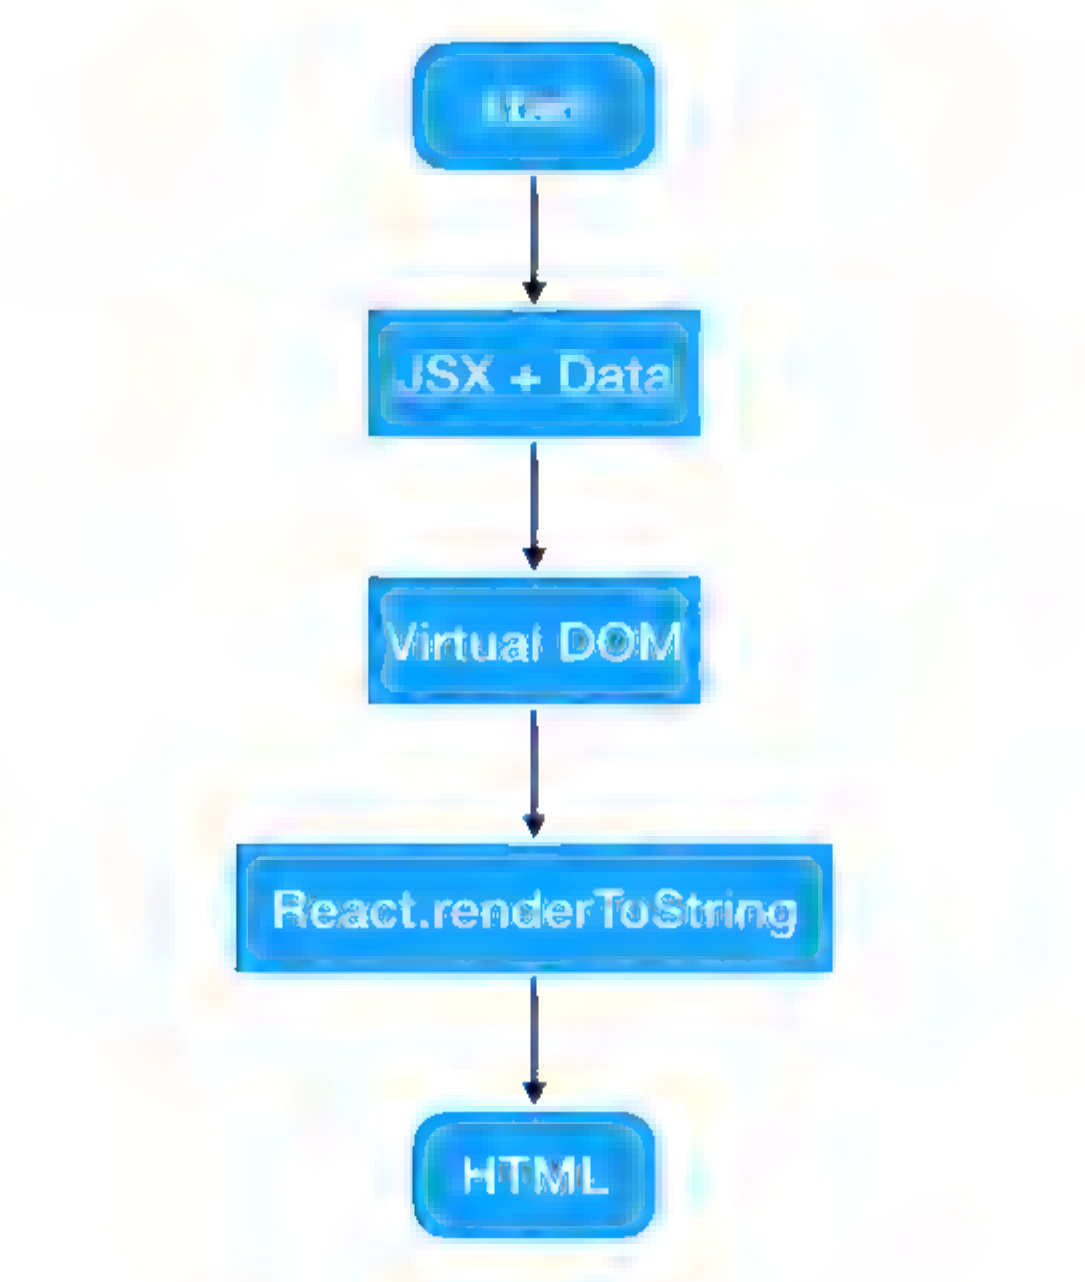 JSX + Data
Virtual DOM
React.renderToString
HTML